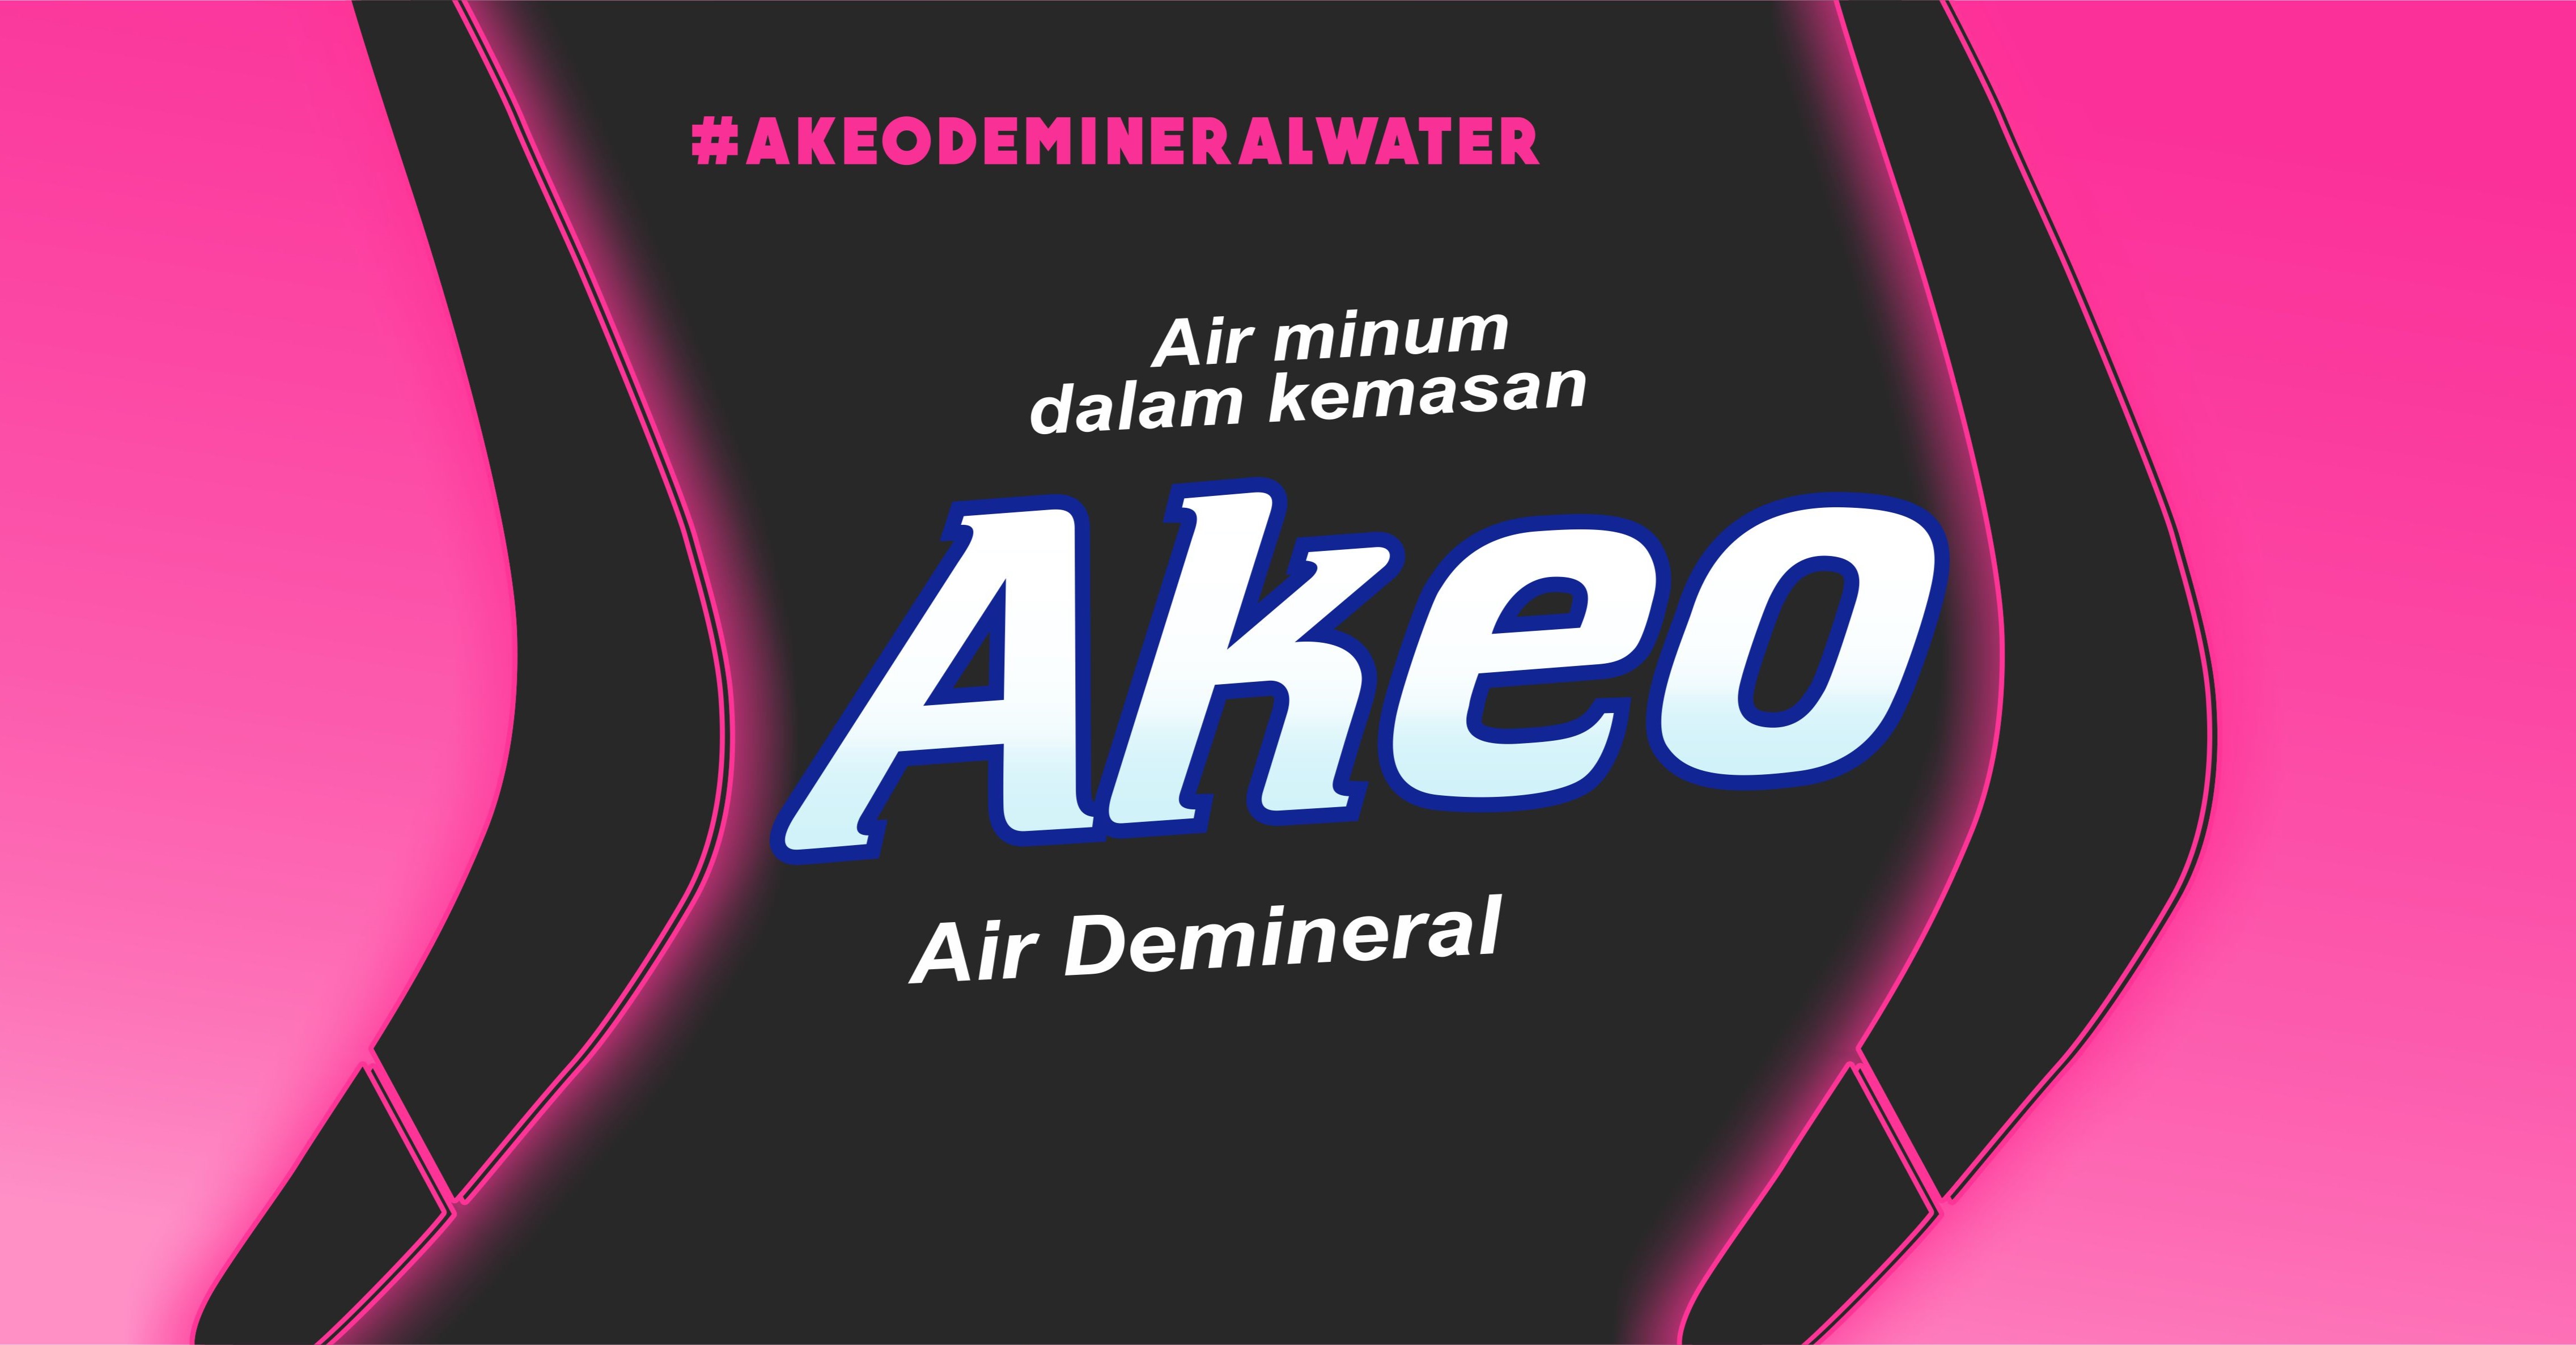 #AKEODEMINERALWATER
Air minum
dalam kemasan
Akeo
Air Demineral